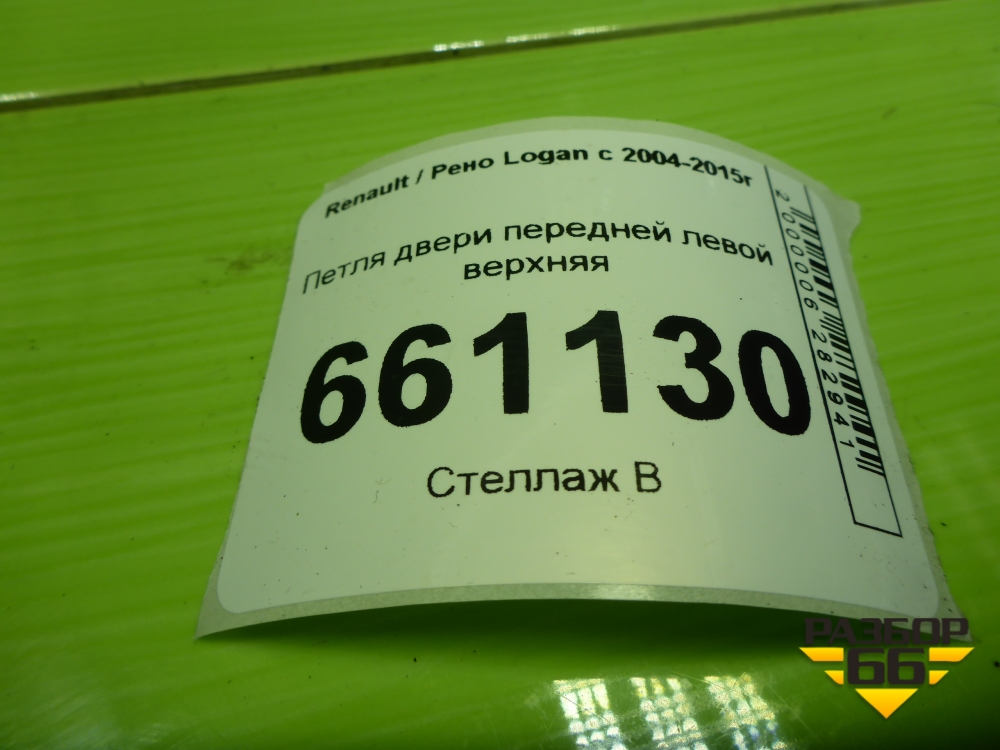 Renault / Рено Logan с 2004-2015г
Петля двери передней левой
верхняя
661130
Стеллаж В
2000006282941
РАЗБОР
66